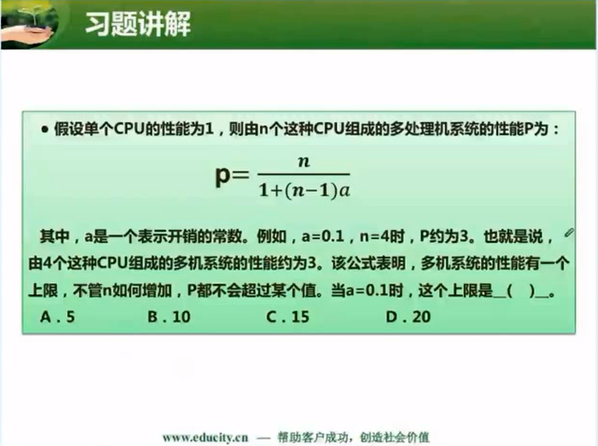 习题讲解
• 假设单个CPU的性能为1，则由n个这种CPU组成的多处理机系统的性能P为：
p= n / 1+(n−1)a
其中，a是一个表示开销的常数。例如，a=0.1，n=4时，P约为3。也就是说，
由4个这种CPU组成的多机系统的性能约为3。该公式表明，多机系统的性能有一个
上限，不管n如何增加，P都不会超过某个值。当a=0.1时，这个上限是__( )__。
A．5 B．10 C．15 D．20
www.educity.cn — 帮助客户成功，创造社会价值